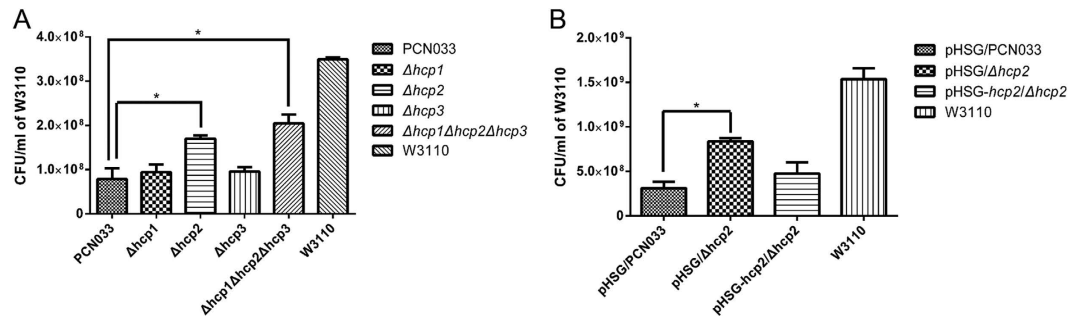 A
B
CFU/ml of W3110
4.0×10⁸
3.0×10⁸
2.0×10⁸
1.0×10⁸
0
*
*
PCN033
Δhcp1
Δhcp2
Δhcp3
Δhcp1Δhcp2Δhcp3
W3110
PCN033
Δhcp1
Δhcp2
Δhcp3
Δhcp1Δhcp2Δhcp3
W3110
CFU/ml of W3110
2.0×10⁹
1.5×10⁹
1.0×10⁹
5.0×10⁸
0
*
pHSG/PCN033
pHSG/Δhcp2
pHSG-hcp2/Δhcp2
W3110
pHSG/PCN033
pHSG/Δhcp2
pHSG-hcp2/Δhcp2
W3110